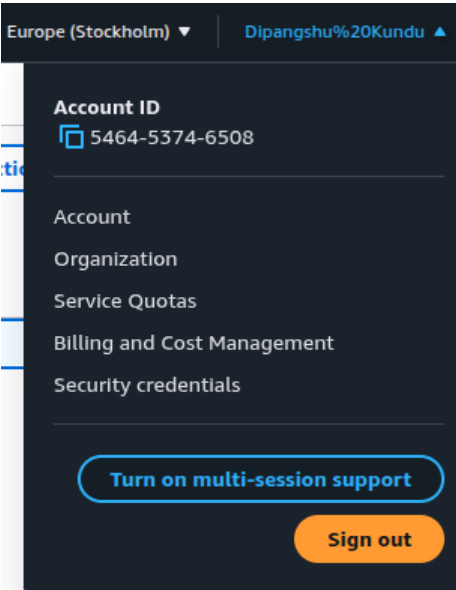 Europe (Stockholm) ▼ Dipangshu%20Kundu ▲
Account ID
5464-5374-6508
Account
Organization
Service Quotas
Billing and Cost Management
Security credentials
Turn on multi-session support
Sign out